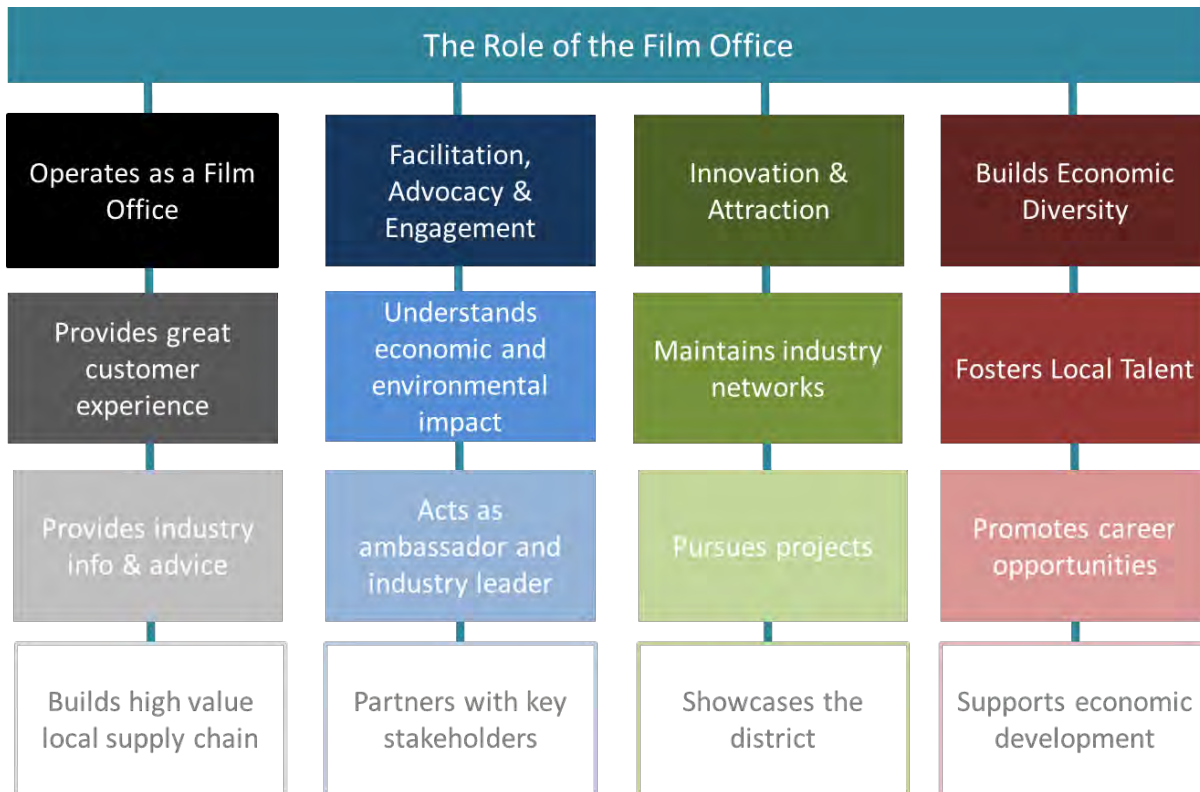 The Role of the Film Office
Operates as a Film
Office
Facilitation,
Advocacy &
Engagement
Innovation &
Attraction
Builds Economic
Diversity
Provides great
customer
experience
Understands
economic and
environmental
impact
Maintains industry
networks
Fosters Local Talent
Provides industry
info & advice
Acts as
ambassador and
industry leader
Pursues projects
Promotes career
opportunities
Builds high value
local supply chain
Partners with key
stakeholders
Showcases the
district
Supports economic
development